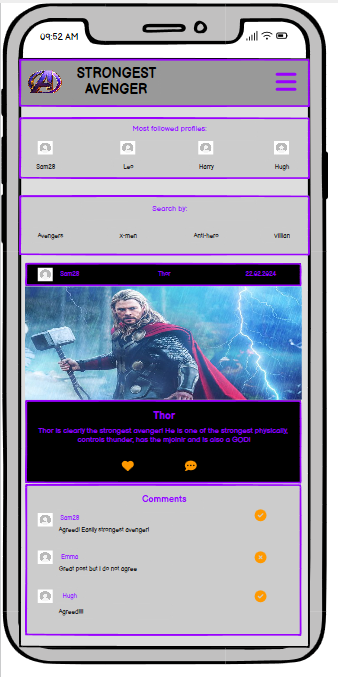 09:52 AM
STRONGEST
AVENGER
Most followed profiles:
Sam28 Leo Harry Hugh
Search by:
Avengers x-men Anti-hero villian
Sam28 Thor 22.02.2024
Thor
Thor is clearly the strongest avenger! He is one of the strongest physically,
controls thunder, has the mjolnir and is also a GOD!
Comments
Sam28
Agreed! Easily strongest avenger!
Emma
Great post but I do not agree
Hugh
Agreed!!!!